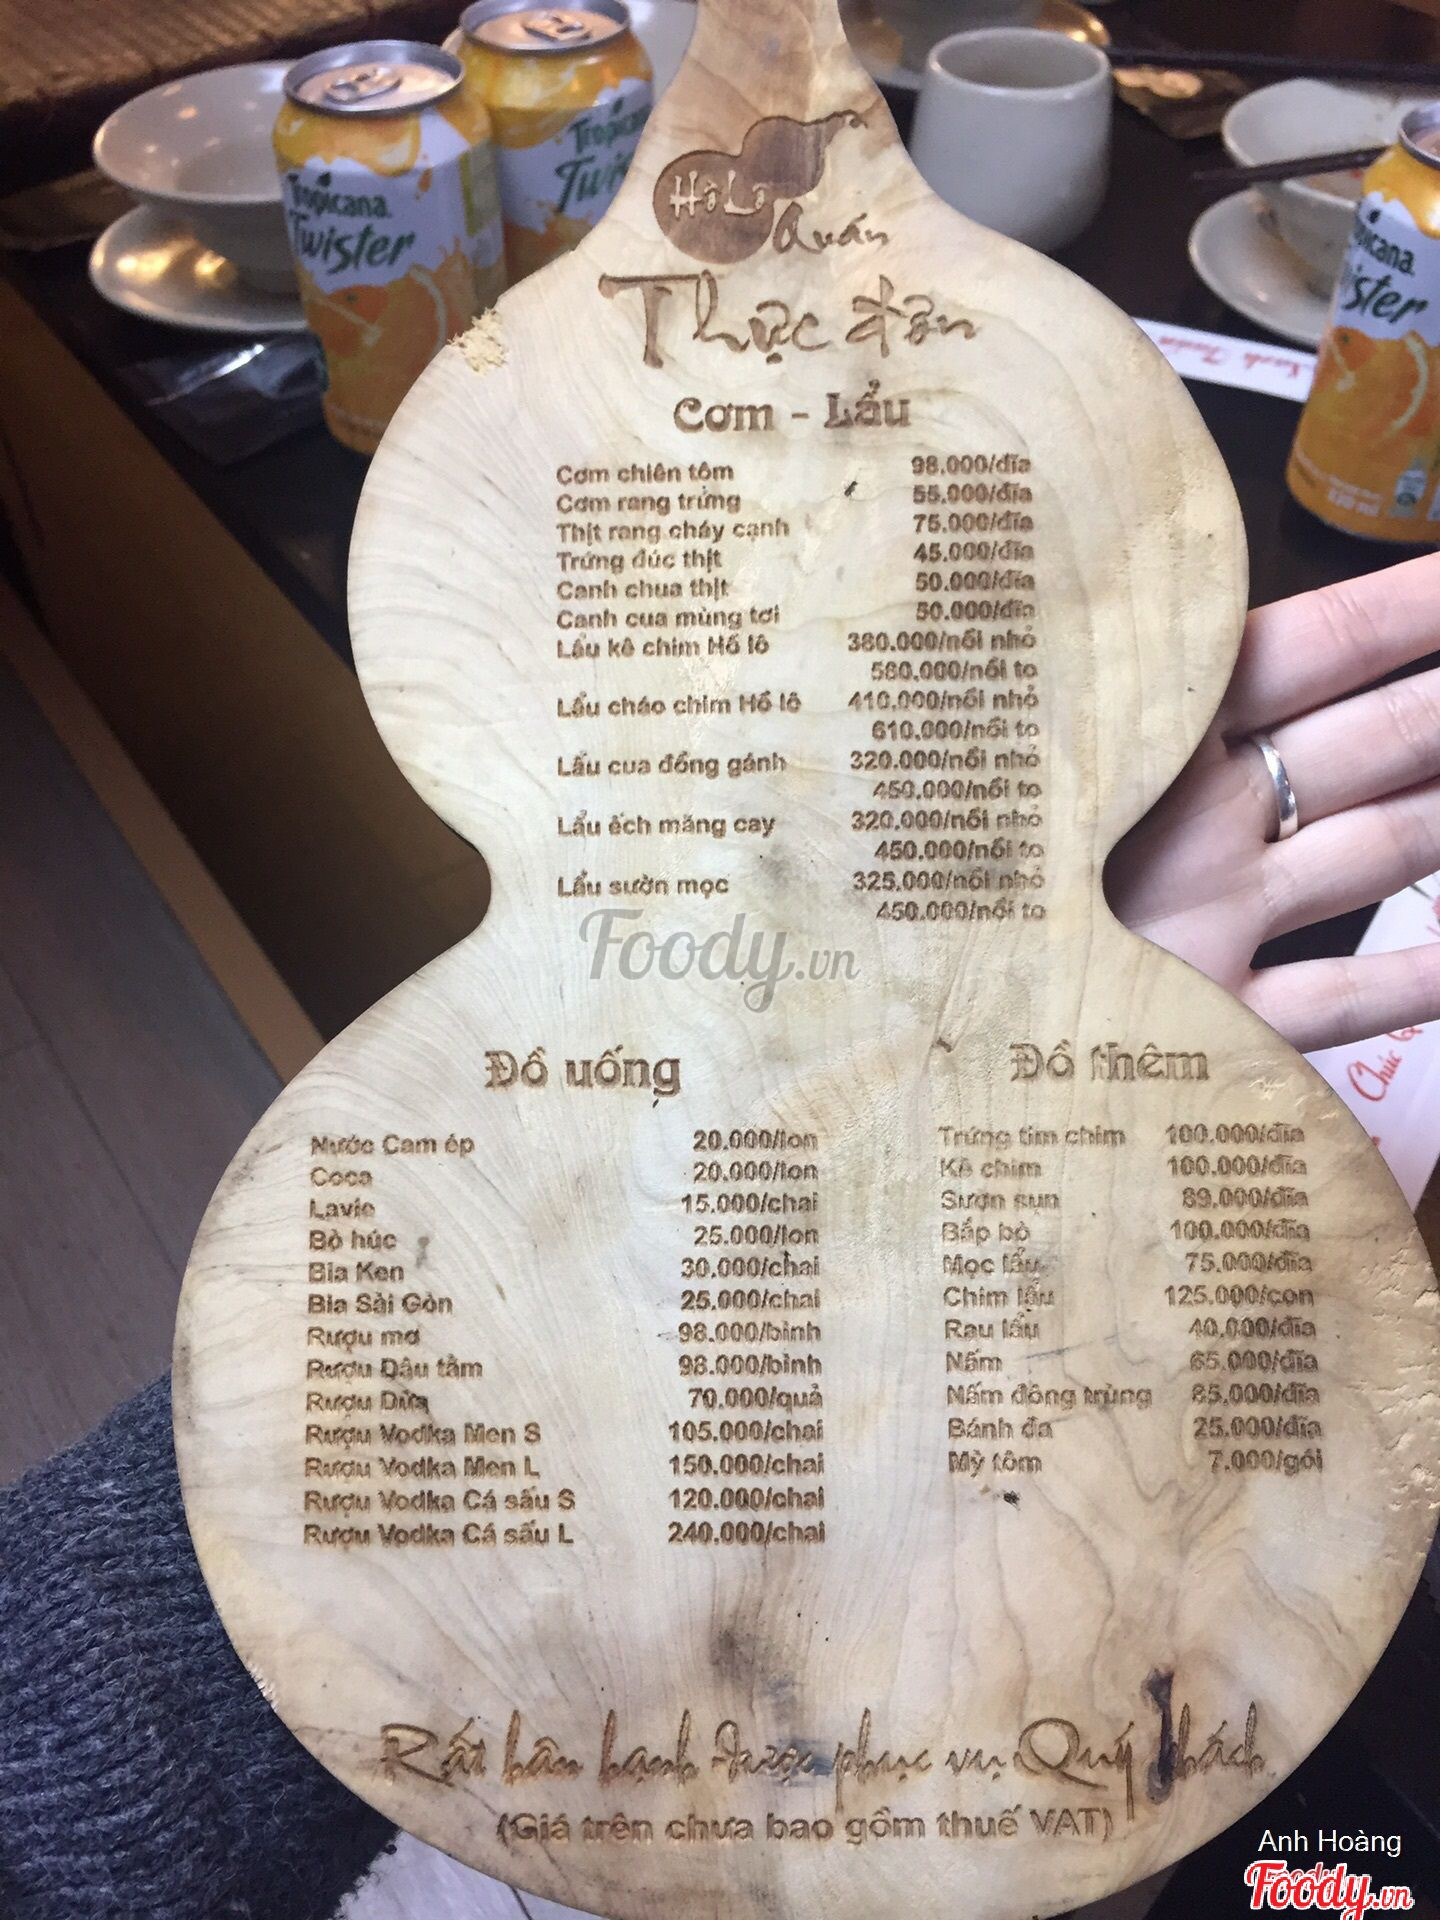 Tropicana
Twister
Tropicana
Twi
Tropicana
ister
Hồ Lô
Quán
Thực đơn
Cơm - Lẩu
Cơm chiên tôm 98.000/đĩa
Cơm rang trứng 55.000/đĩa
Thịt rang cháy cạnh 75.000/đĩa
Trứng đúc thịt 45.000/đĩa
Canh chua thịt 50.000/đĩa
Canh cua mùng tơi 50.000/đĩa
Lẩu kê chim Hồ lô 380.000/nồi nhỏ
580.000/nồi to
Lẩu cháo chim Hồ lô 410.000/nồi nhỏ
610.000/nồi to
Lẩu cua đồng gánh 320.000/nồi nhỏ
450.000/nồi to
Lẩu ếch măng cay 320.000/nồi nhỏ
450.000/nồi to
Lẩu sườn mọc 325.000/nồi nhỏ
450.000/nồi to
Foody.vn
Đồ uống
Nước Cam ép 20.000/lon
Coca 20.000/lon
Lavie 15.000/chai
Bò húc 25.000/lon
Bia Ken 30.000/chai
Bia Sài Gòn 25.000/chai
Rượu mơ 98.000/bình
Rượu Dâu tằm 98.000/bình
Rượu Dừa 70.000/quả
Rượu Vodka Men S 105.000/chai
Rượu Vodka Men L 150.000/chai
Rượu Vodka Cá sấu S 120.000/chai
Rượu Vodka Cá sấu L 240.000/chai
Đồ thêm
Trứng tim chim 100.000/đĩa
Kê chim 100.000/đĩa
Sườn sụn 89.000/đĩa
Bắp bò 100.000/đĩa
Mọc lẩu 75.000/đĩa
Chim lẩu 125.000/con
Rau lẩu 40.000/đĩa
Nấm 65.000/đĩa
Nấm đông trùng 85.000/đĩa
Bánh đa 25.000/đĩa
Mỳ tôm 7.000/gói
Chúc
Rất hân hạnh được phục vụ Quý khách
(Giá trên chưa bao gồm thuế VAT)
Anh Hoàng
Foody.vn